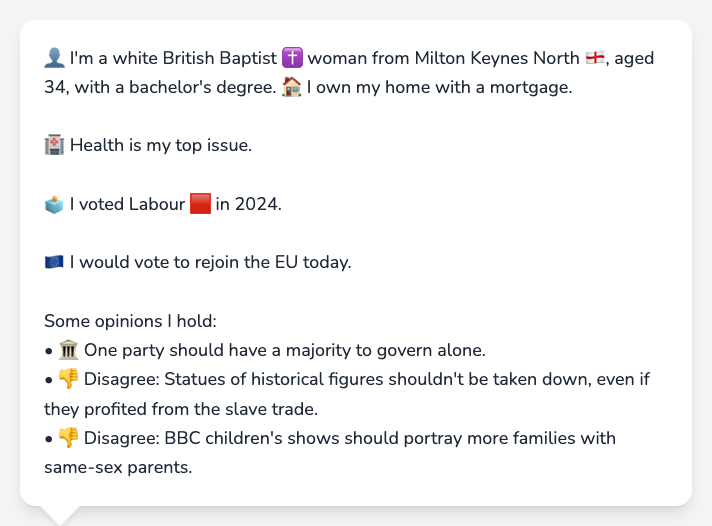 👤 I'm a white British Baptist ✝️ woman from Milton Keynes North 🏴󠁧󠁢󠁥󠁮󠁧󠁿, aged
34, with a bachelor's degree. 🏠 I own my home with a mortgage.
🏥 Health is my top issue.
🗳️ I voted Labour 🟥 in 2024.
🇪🇺 I would vote to rejoin the EU today.
Some opinions I hold:
• 🏛️ One party should have a majority to govern alone.
• 👎 Disagree: Statues of historical figures shouldn't be taken down, even if
they profited from the slave trade.
• 👎 Disagree: BBC children's shows should portray more families with
same-sex parents.